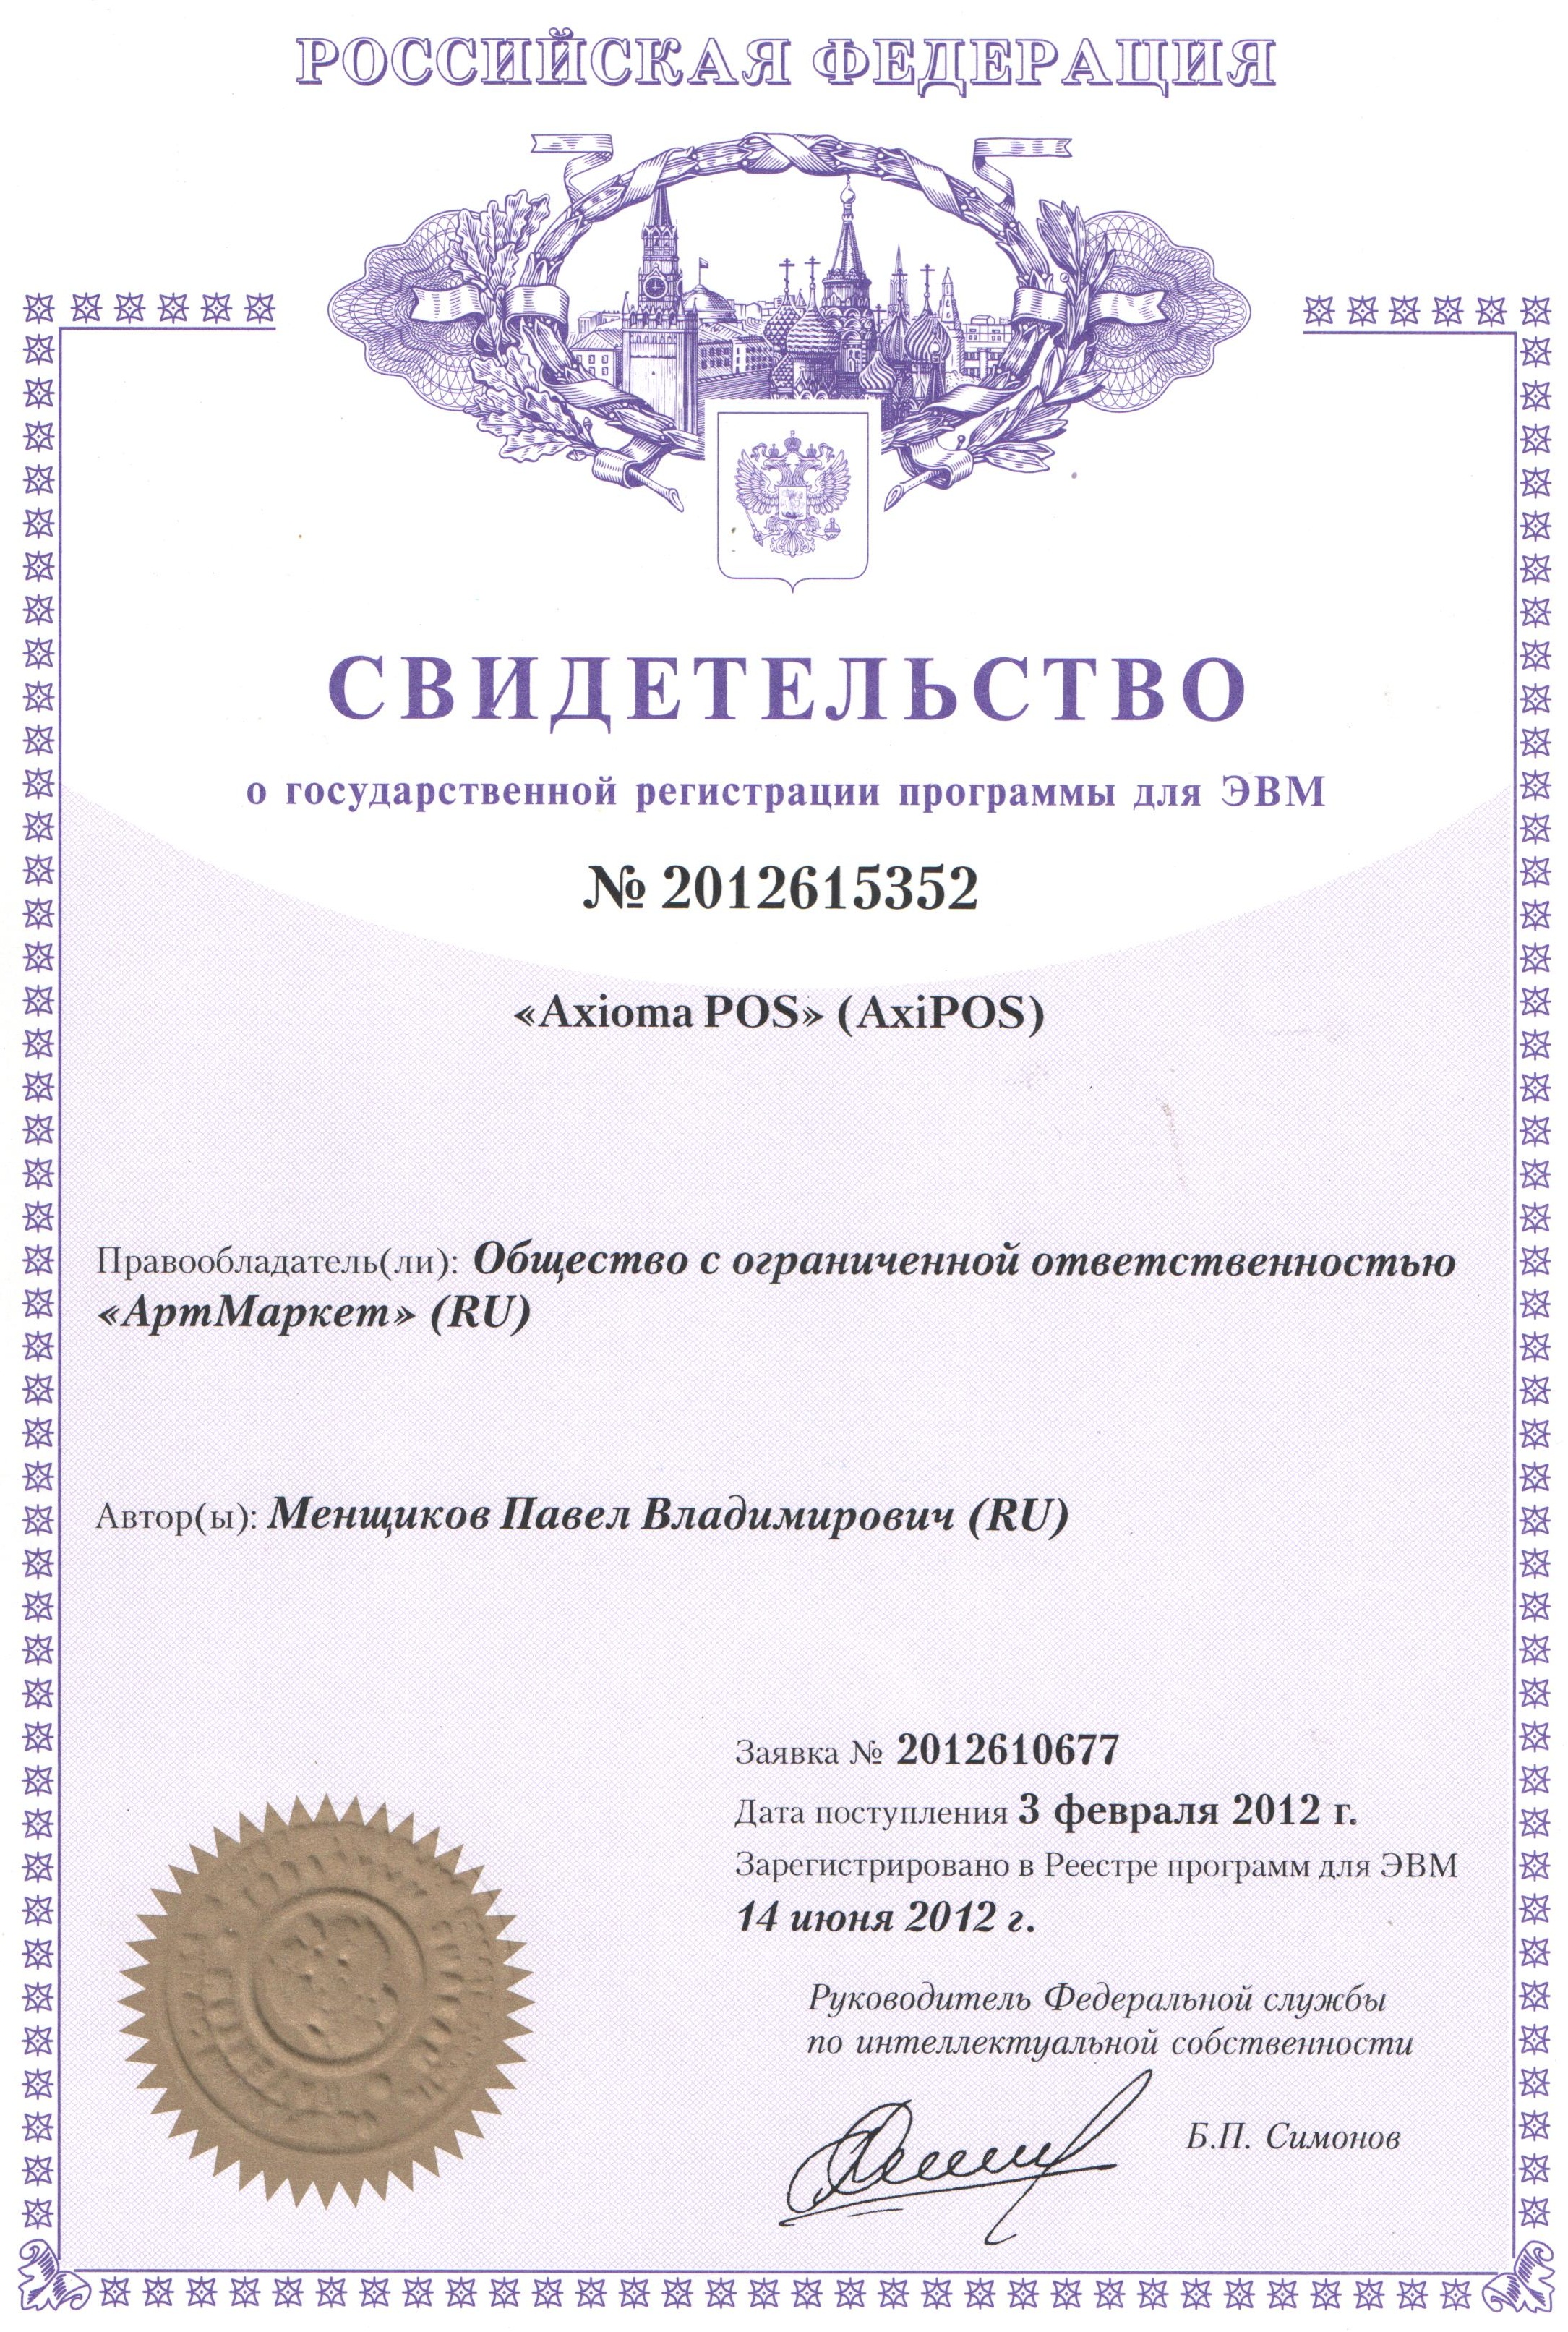 РОССИЙСКАЯ ФЕДЕРАЦИЯ
СВИДЕТЕЛЬСТВО
о государственной регистрации программы для ЭВМ
№ 2012615352
«Axioma POS» (AxiPOS)
Правообладатель(ли): Общество с ограниченной ответственностью
«АртМаркет» (RU)
Автор(ы): Менщиков Павел Владимирович (RU)
Заявка № 2012610677
Дата поступления 3 февраля 2012 г.
Зарегистрировано в Реестре программ для ЭВМ
14 июня 2012 г.
Руководитель Федеральной службы
по интеллектуальной собственности
Б.П. Симонов